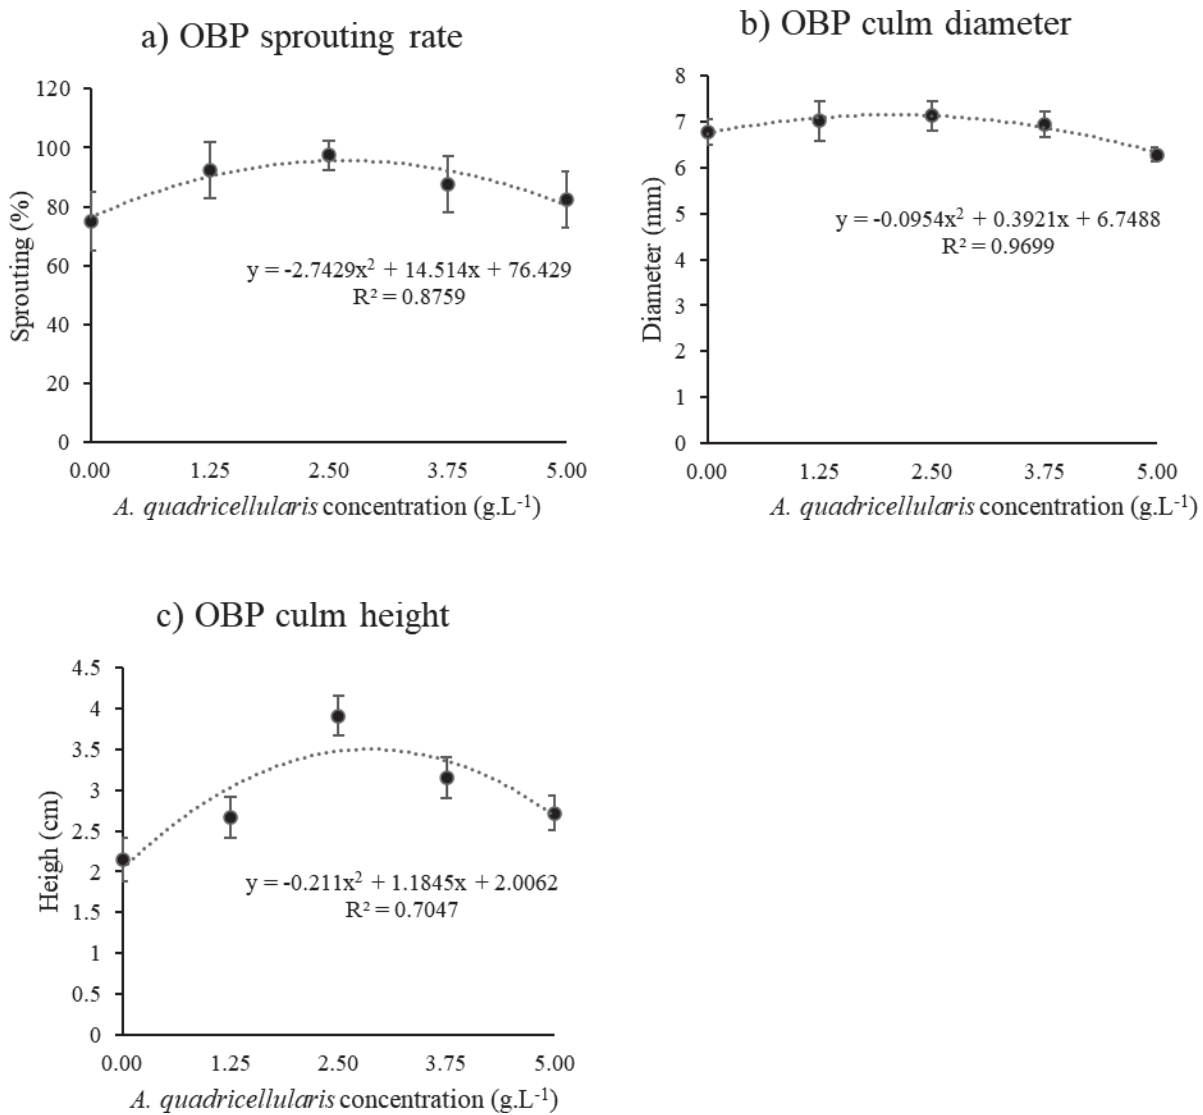 a) OBP sprouting rate
120
100
80
60
40
20
0
Sprouting (%)
y = -2.7429x² + 14.514x + 76.429
R² = 0.8759
0.00 1.25 2.50 3.75 5.00
A. quadricellularis concentration (g.L⁻¹)
b) OBP culm diameter
8
7
6
5
4
3
2
1
0
Diameter (mm)
y = -0.0954x² + 0.3921x + 6.7488
R² = 0.9699
0.00 1.25 2.50 3.75 5.00
A. quadricellularis concentration (g.L⁻¹)
c) OBP culm height
4.5
4
3.5
3
2.5
2
1.5
1
0.5
0
Heigh (cm)
y = -0.211x² + 1.1845x + 2.0062
R² = 0.7047
0.00 1.25 2.50 3.75 5.00
A. quadricellularis concentration (g.L⁻¹)